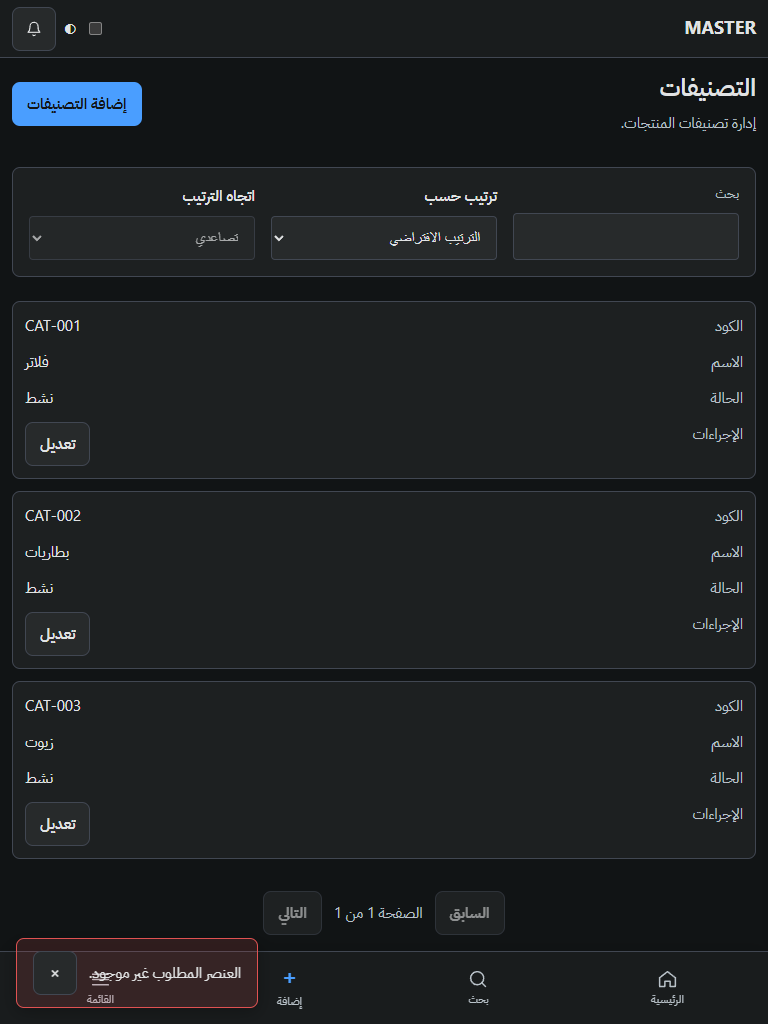 MASTER
التصنيفات
إضافة التصنيفات
إدارة تصنيفات المنتجات.
بحث
ترتيب حسب
اتجاه الترتيب
الترتيب الافتراضي
تصاعدي
الكود CAT-001
الاسم فلاتر
الحالة نشط
الإجراءات تعديل
الكود CAT-002
الاسم بطاريات
الحالة نشط
الإجراءات تعديل
الكود CAT-003
الاسم زيوت
الحالة نشط
الإجراءات تعديل
السابق الصفحة 1 من 1 التالي
العنصر المطلوب غير موجود. ×
الرئيسية
بحث
إضافة
القائمة